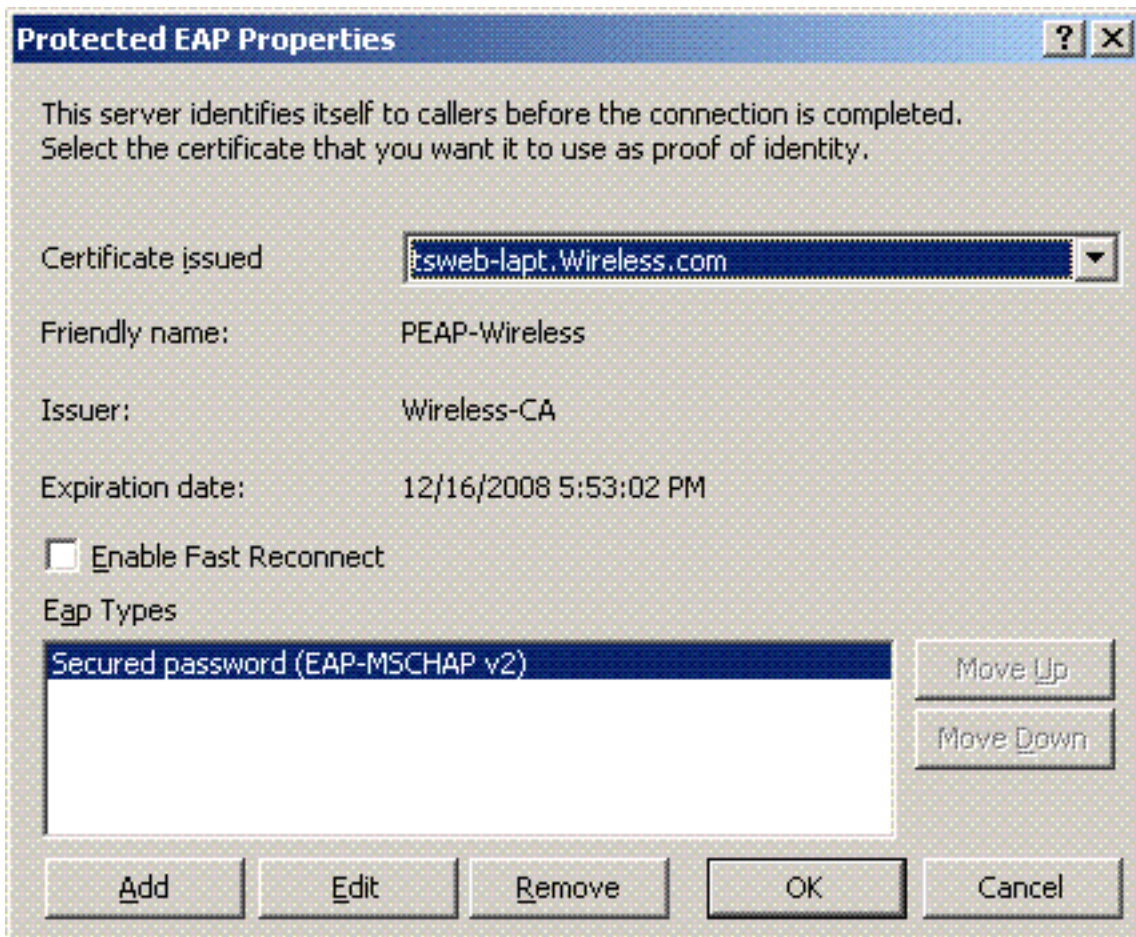 Protected EAP Properties
This server identifies itself to callers before the connection is completed.
Select the certificate that you want it to use as proof of identity.
Certificate issued tsweb-lapt.Wireless.com
Friendly name: PEAP-Wireless
Issuer: Wireless-CA
Expiration date: 12/16/2008 5:53:02 PM
Enable Fast Reconnect
Eap Types
Secured password (EAP-MSCHAP v2)
Move Up
Move Down
Add Edit Remove OK Cancel